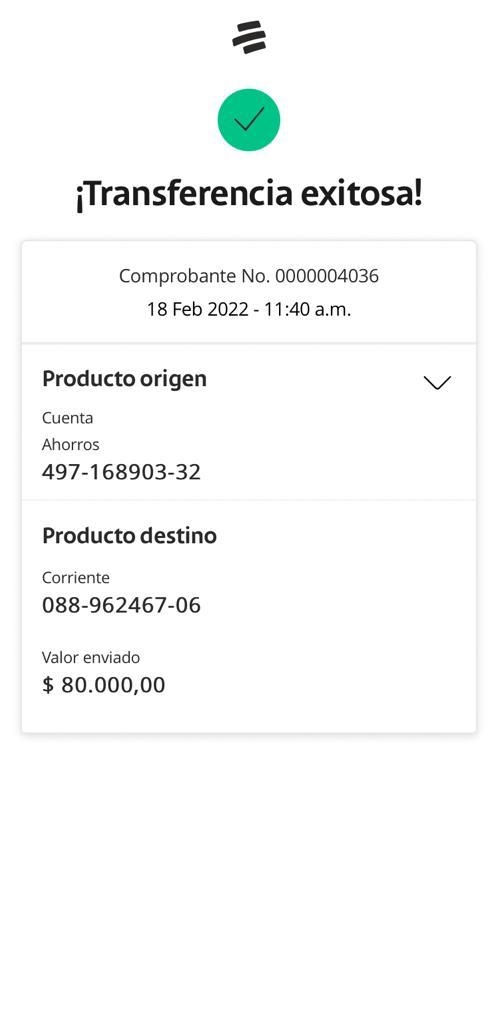 ¡Transferencia exitosa!
Comprobante No. 0000004036
18 Feb 2022 - 11:40 a.m.
Producto origen
Cuenta
Ahorros
497-168903-32
Producto destino
Corriente
088-962467-06
Valor enviado
$ 80.000,00